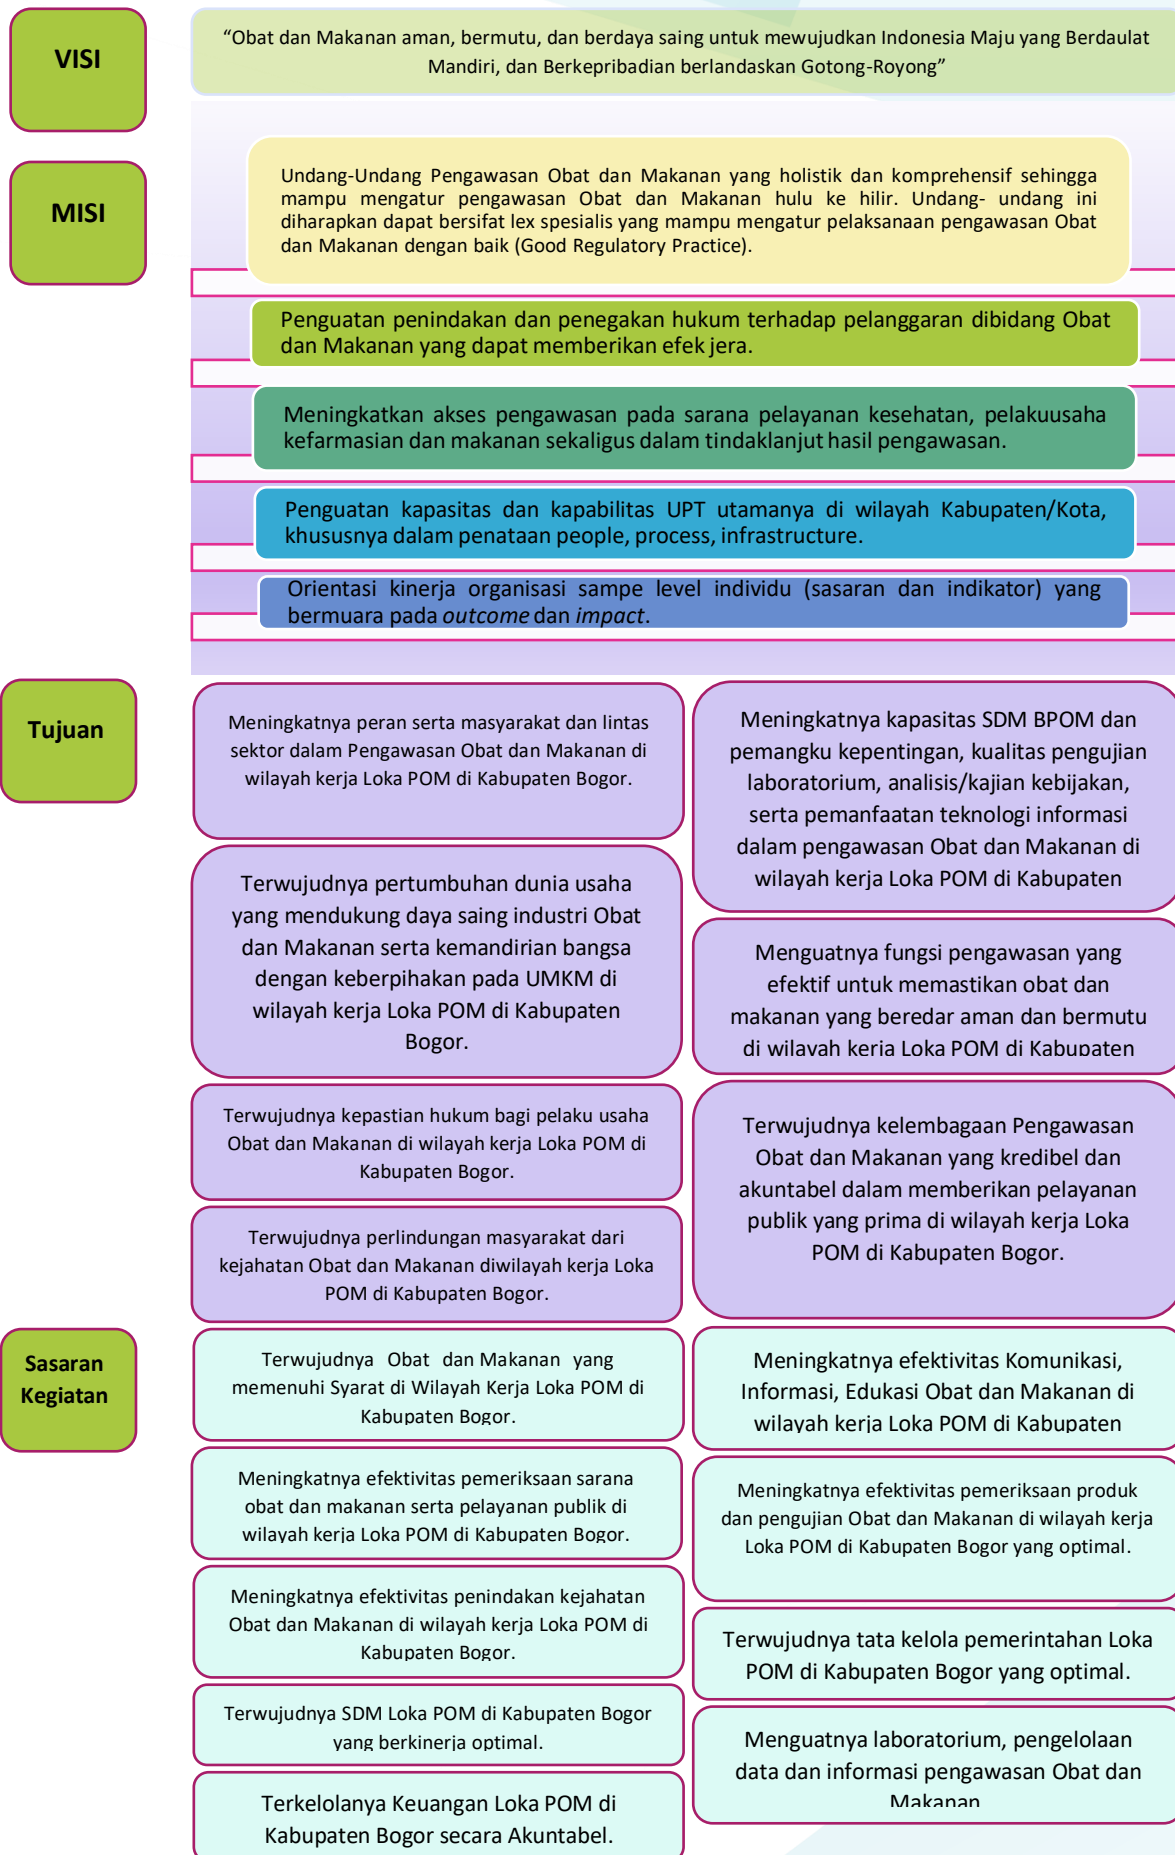 VISI
“Obat dan Makanan aman, bermutu, dan berdaya saing untuk mewujudkan Indonesia Maju yang Berdaulat
Mandiri, dan Berkepribadian berlandaskan Gotong-Royong”
MISI
Undang-Undang Pengawasan Obat dan Makanan yang holistik dan komprehensif sehingga
mampu mengatur pengawasan Obat dan Makanan hulu ke hilir. Undang- undang ini
diharapkan dapat bersifat lex spesialis yang mampu mengatur pelaksanaan pengawasan Obat
dan Makanan dengan baik (Good Regulatory Practice).
Penguatan penindakan dan penegakan hukum terhadap pelanggaran dibidang Obat
dan Makanan yang dapat memberikan efek jera.
Meningkatkan akses pengawasan pada sarana pelayanan kesehatan, pelakuusaha
kefarmasian dan makanan sekaligus dalam tindaklanjut hasil pengawasan.
Penguatan kapasitas dan kapabilitas UPT utamanya di wilayah Kabupaten/Kota,
khususnya dalam penataan people, process, infrastructure.
Orientasi kinerja organisasi sampe level individu (sasaran dan indikator) yang
bermuara pada outcome dan impact.
Tujuan
Meningkatnya peran serta masyarakat dan lintas
sektor dalam Pengawasan Obat dan Makanan di
wilayah kerja Loka POM di Kabupaten Bogor.
Terwujudnya pertumbuhan dunia usaha
yang mendukung daya saing industri Obat
dan Makanan serta kemandirian bangsa
dengan keberpihakan pada UMKM di
wilayah kerja Loka POM di Kabupaten
Bogor.
Terwujudnya kepastian hukum bagi pelaku usaha
Obat dan Makanan di wilayah kerja Loka POM di
Kabupaten Bogor.
Terwujudnya perlindungan masyarakat dari
kejahatan Obat dan Makanan diwilayah kerja Loka
POM di Kabupaten Bogor.
Meningkatnya kapasitas SDM BPOM dan
pemangku kepentingan, kualitas pengujian
laboratorium, analisis/kajian kebijakan,
serta pemanfaatan teknologi informasi
dalam pengawasan Obat dan Makanan di
wilayah kerja Loka POM di Kabupaten
Menguatnya fungsi pengawasan yang
efektif untuk memastikan obat dan
makanan yang beredar aman dan bermutu
di wilayah kerja Loka POM di Kabupaten
Terwujudnya kelembagaan Pengawasan
Obat dan Makanan yang kredibel dan
akuntabel dalam memberikan pelayanan
publik yang prima di wilayah kerja Loka
POM di Kabupaten Bogor.
Sasaran
Kegiatan
Terwujudnya Obat dan Makanan yang
memenuhi Syarat di Wilayah Kerja Loka POM di
Kabupaten Bogor.
Meningkatnya efektivitas pemeriksaan sarana
obat dan makanan serta pelayanan publik di
wilayah kerja Loka POM di Kabupaten Bogor.
Meningkatnya efektivitas penindakan kejahatan
Obat dan Makanan di wilayah kerja Loka POM di
Kabupaten Bogor.
Terwujudnya SDM Loka POM di Kabupaten Bogor
yang berkinerja optimal.
Terkelolanya Keuangan Loka POM di
Kabupaten Bogor secara Akuntabel.
Meningkatnya efektivitas Komunikasi,
Informasi, Edukasi Obat dan Makanan di
wilayah kerja Loka POM di Kabupaten
Meningkatnya efektivitas pemeriksaan produk
dan pengujian Obat dan Makanan di wilayah kerja
Loka POM di Kabupaten Bogor yang optimal.
Terwujudnya tata kelola pemerintahan Loka
POM di Kabupaten Bogor yang optimal.
Menguatnya laboratorium, pengelolaan
data dan informasi pengawasan Obat dan
Makanan